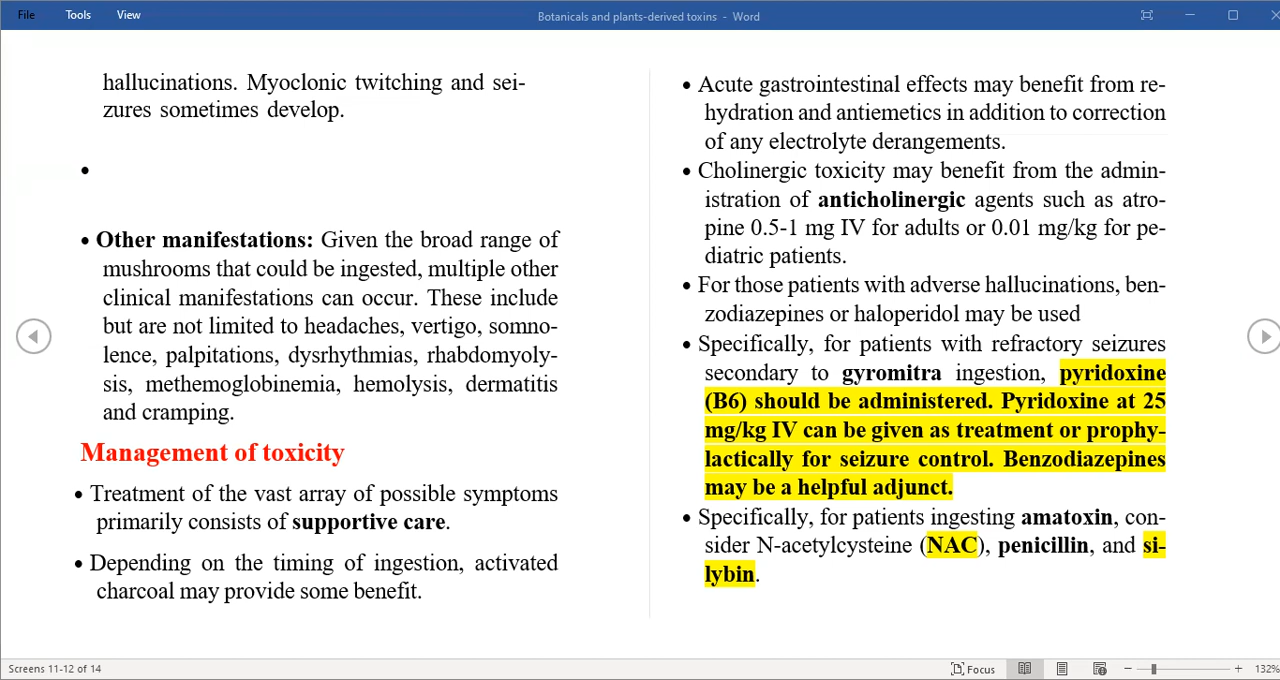 File Tools View Botanicals and plants-derived toxins - Word
hallucinations. Myoclonic twitching and sei-
zures sometimes develop.
•
• Other manifestations: Given the broad range of
mushrooms that could be ingested, multiple other
clinical manifestations can occur. These include
but are not limited to headaches, vertigo, somno-
lence, palpitations, dysrhythmias, rhabdomyoly-
sis, methemoglobinemia, hemolysis, dermatitis
and cramping.
Management of toxicity
• Treatment of the vast array of possible symptoms
primarily consists of supportive care.
• Depending on the timing of ingestion, activated
charcoal may provide some benefit.
• Acute gastrointestinal effects may benefit from re-
hydration and antiemetics in addition to correction
of any electrolyte derangements.
• Cholinergic toxicity may benefit from the admin-
istration of anticholinergic agents such as atro-
pine 0.5-1 mg IV for adults or 0.01 mg/kg for pe-
diatric patients.
• For those patients with adverse hallucinations, ben-
zodiazepines or haloperidol may be used
• Specifically, for patients with refractory seizures
secondary to gyromitra ingestion, pyridoxine
(B6) should be administered. Pyridoxine at 25
mg/kg IV can be given as treatment or prophy-
lactically for seizure control. Benzodiazepines
may be a helpful adjunct.
• Specifically, for patients ingesting amatoxin, con-
sider N-acetylcysteine (NAC), penicillin, and si-
lybin.
Screens 11-12 of 14 Focus 132%